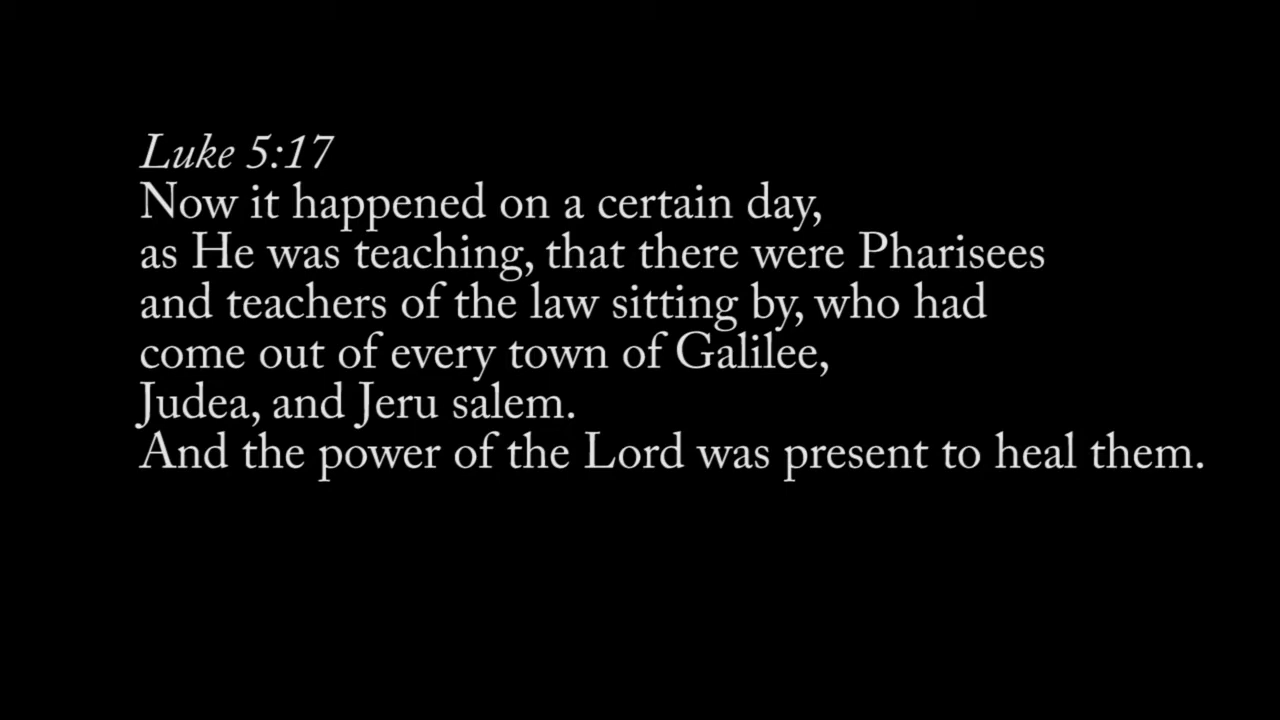 Luke 5:17
Now it happened on a certain day,
as He was teaching, that there were Pharisees
and teachers of the law sitting by, who had
come out of every town of Galilee,
Judea, and Jeru salem.
And the power of the Lord was present to heal them.